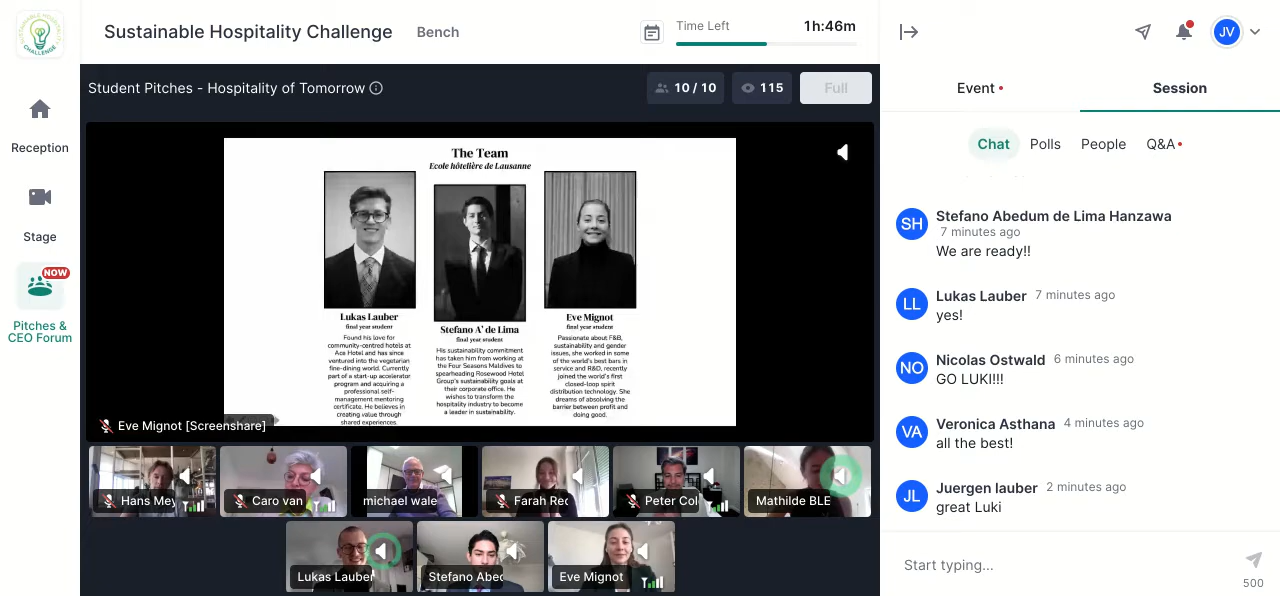 SUSTAINABLE HOSPITALITY
CHALLENGE
Sustainable Hospitality Challenge
Bench
Time Left
1h:46m
JV
Reception
Stage
NOW
Pitches &
CEO Forum
Student Pitches - Hospitality of Tomorrow
10 / 10
115
Full
The Team
Ecole hôtelière de Lausanne
Lukas Lauber
final year student
Found his love for
community-centred hotels at
Ace Hotel and has since
ventured into the vegetarian
fine-dining world. Currently
part of a start-up accelerator
program and acquiring a
professional self-
management mentoring
certificate. He believes in
creating value through
shared experiences.
Stefano A' de Lima
final year student
His sustainability commitment
has taken him from working at
the Four Seasons Maldives to
spearheading Rosewood Hotel
Group's sustainability goals at
their corporate office. He
wishes to transform the
hospitality industry to become
a leader in sustainability.
Eve Mignot
final year student
Passionate about F&B,
sustainability and gender
issues, she worked in some
of the world's best bars in
service and R&D, recently
joined the world's first
closed-loop spirit
distribution technology. She
dreams of absolving the
barrier between profit and
doing good.
Eve Mignot [Screenshare]
Hans Mey
Caro van
michael wale
Farah Rec
Peter Col
Mathilde BLE
Lukas Lauber
Stefano Abec
Eve Mignot
Event
Session
Chat
Polls
People
Q&A
SH
Stefano Abedum de Lima Hanzawa
7 minutes ago
We are ready!!
LL
Lukas Lauber 7 minutes ago
yes!
NO
Nicolas Ostwald 6 minutes ago
GO LUKI!!!!
VA
Veronica Asthana 4 minutes ago
all the best!
JL
Juergen lauber 2 minutes ago
great Luki
Start typing...
500